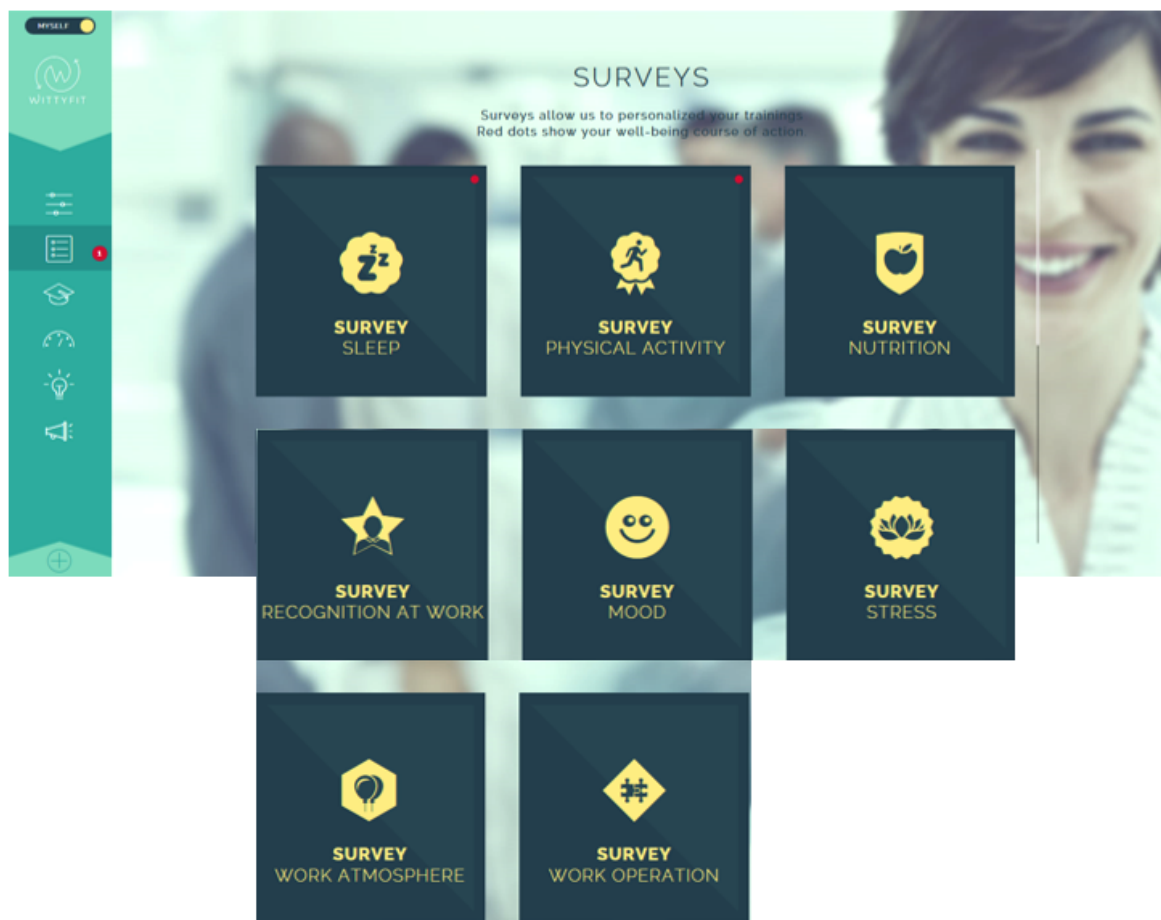 MYSELF
WITTYFIT
SURVEYS
Surveys allow us to personalized your trainings
Red dots show your well-being course of action
1
SURVEY
SLEEP
SURVEY
PHYSICAL ACTIVITY
SURVEY
NUTRITION
SURVEY
RECOGNITION AT WORK
SURVEY
MOOD
SURVEY
STRESS
SURVEY
WORK ATMOSPHERE
SURVEY
WORK OPERATION